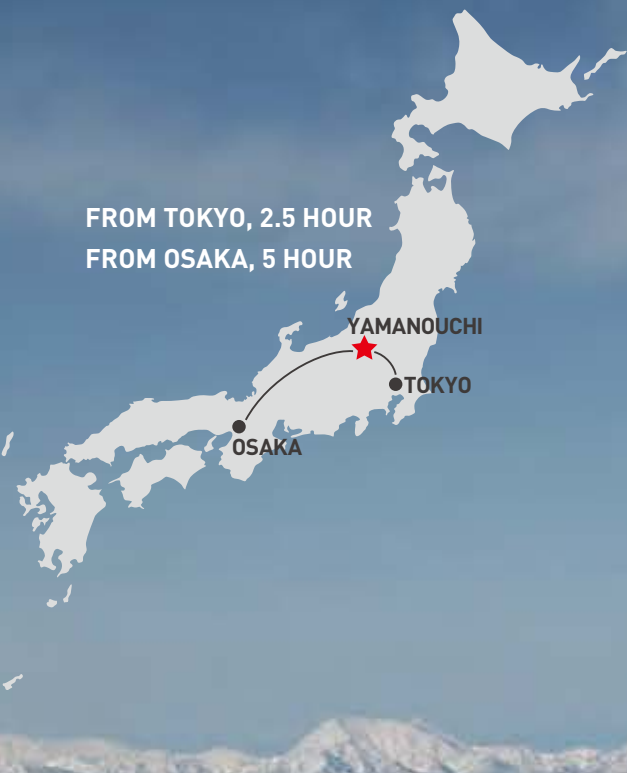 FROM TOKYO, 2.5 HOUR
FROM OSAKA, 5 HOUR
YAMANOUCHI
TOKYO
OSAKA